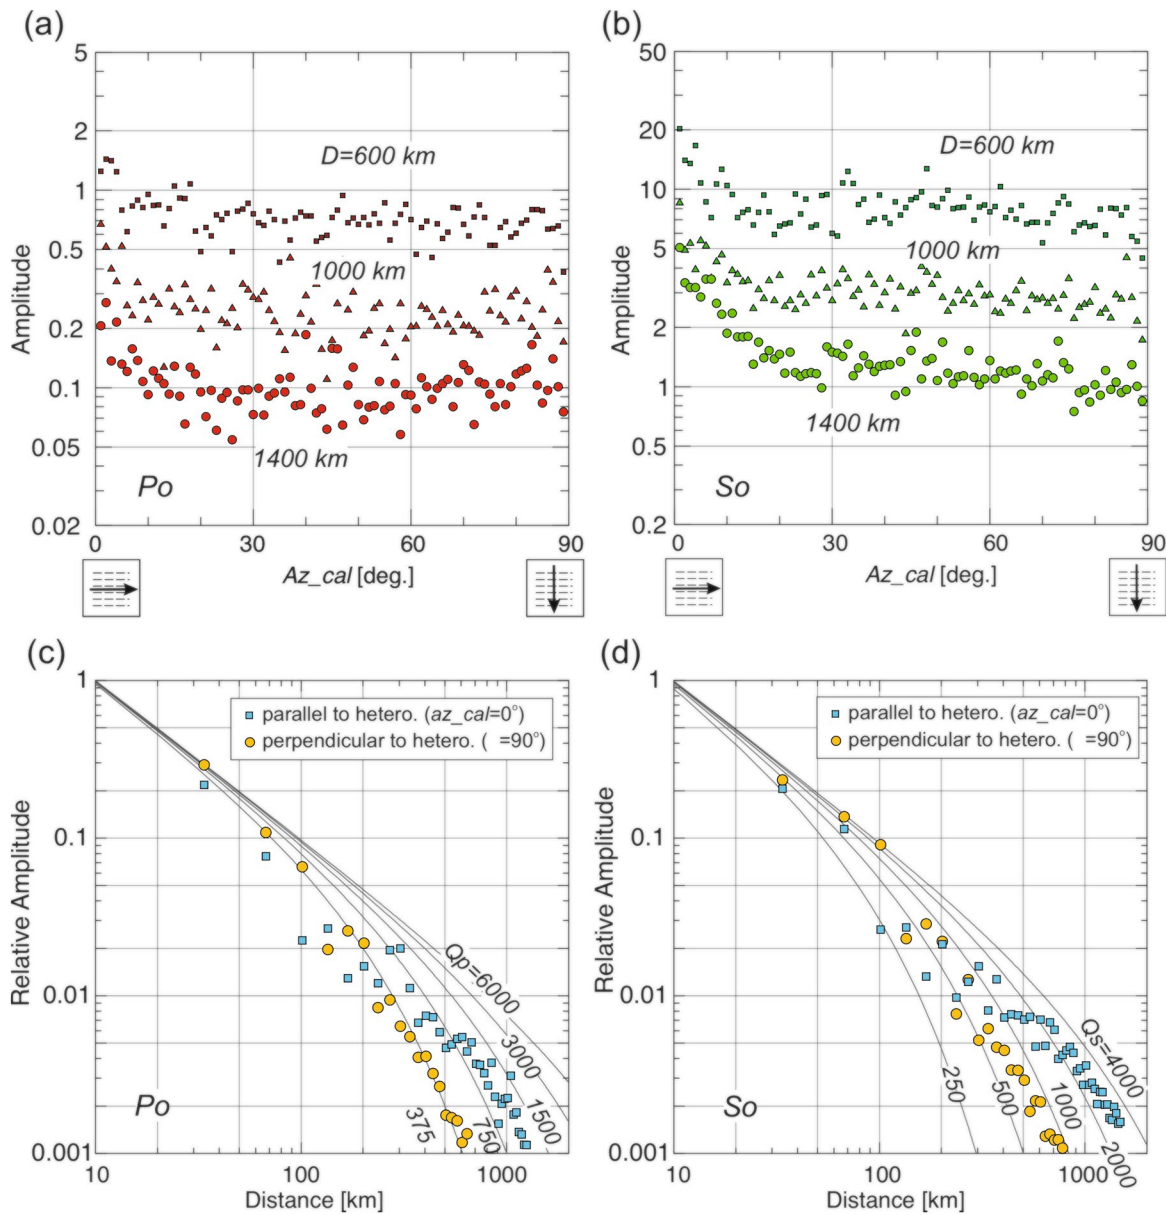 (a)
5
2
1
0.5
0.2
0.1
0.05
0.02
Amplitude
D=600 km
1000 km
1400 km
Po
0 30 60 90
Az_cal [deg.]
(b)
50
20
10
5
2
1
0.5
0.2
Amplitude
D=600 km
1000 km
1400 km
So
0 30 60 90
Az_cal [deg.]
(c)
1
0.1
0.01
0.001
Relative Amplitude
parallel to hetero. (az_cal=0°)
perpendicular to hetero. ( =90°)
Qp=6000
3000
1500
750
375
Po
10 100 1000
Distance [km]
(d)
1
0.1
0.01
0.001
Relative Amplitude
parallel to hetero. (az_cal=0°)
perpendicular to hetero. ( =90°)
Qs=4000
2000
1000
500
250
So
10 100 1000
Distance [km]